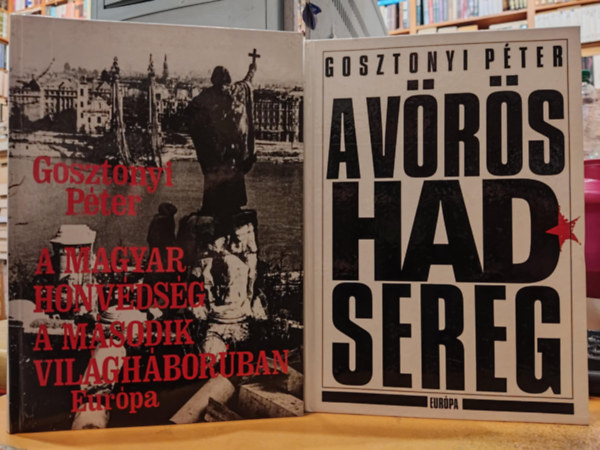 Gosztonyi
Péter
A MAGYAR
HONVÉDSÉG
A MÁSODIK
VILÁGHÁBORÚBAN
Európa
GOSZTONYI PÉTER
A VÖRÖS
HAD
SEREG
EURÓPA